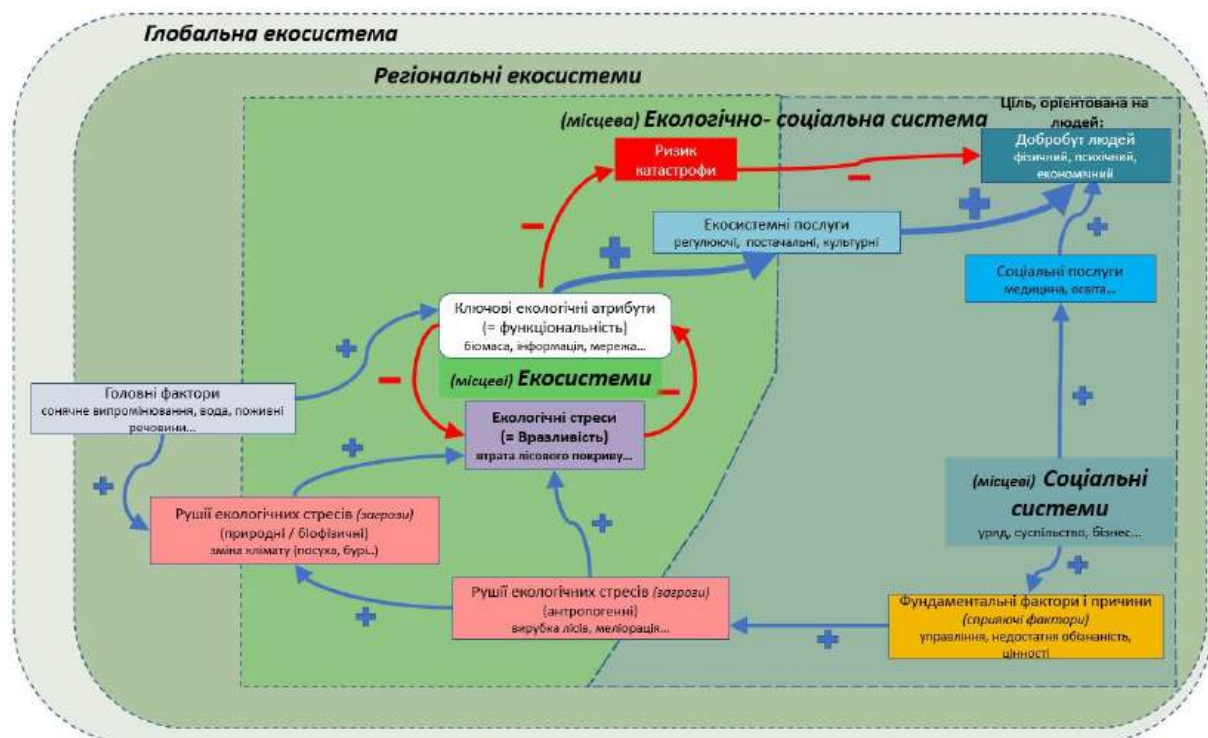 Глобальна екосистема
Регіональні екосистеми
(місцева) Екологічно- соціальна система
Ціль, орієнтована на
людей:
Добробут людей
фізичний, психічний,
економічний
Ризик
катастрофи
Екосистемні послуги
регулюючі, постачальні, культурні
Соціальні послуги
медицина, освіта...
Ключові екологічні атрибути
(= функціональність)
біомаса, інформація, мережа...
(місцеві) Екосистеми
Головні фактори
сонячне випромінювання, вода, поживні
речовини...
Екологічні стреси
(= Вразливість)
втрата лісового покриву...
(місцеві) Соціальні
системи
уряд, суспільство, бізнес...
Рушії екологічних стресів (загрози)
(природні / біофізичні)
зміна клімату (посуха, бурі..)
Рушії екологічних стресів (загрози)
(антропогенні)
вирубка лісів, меліорація...
Фундаментальні фактори і причини
(сприяючі фактори)
управління, недостатня обізнаність,
цінності